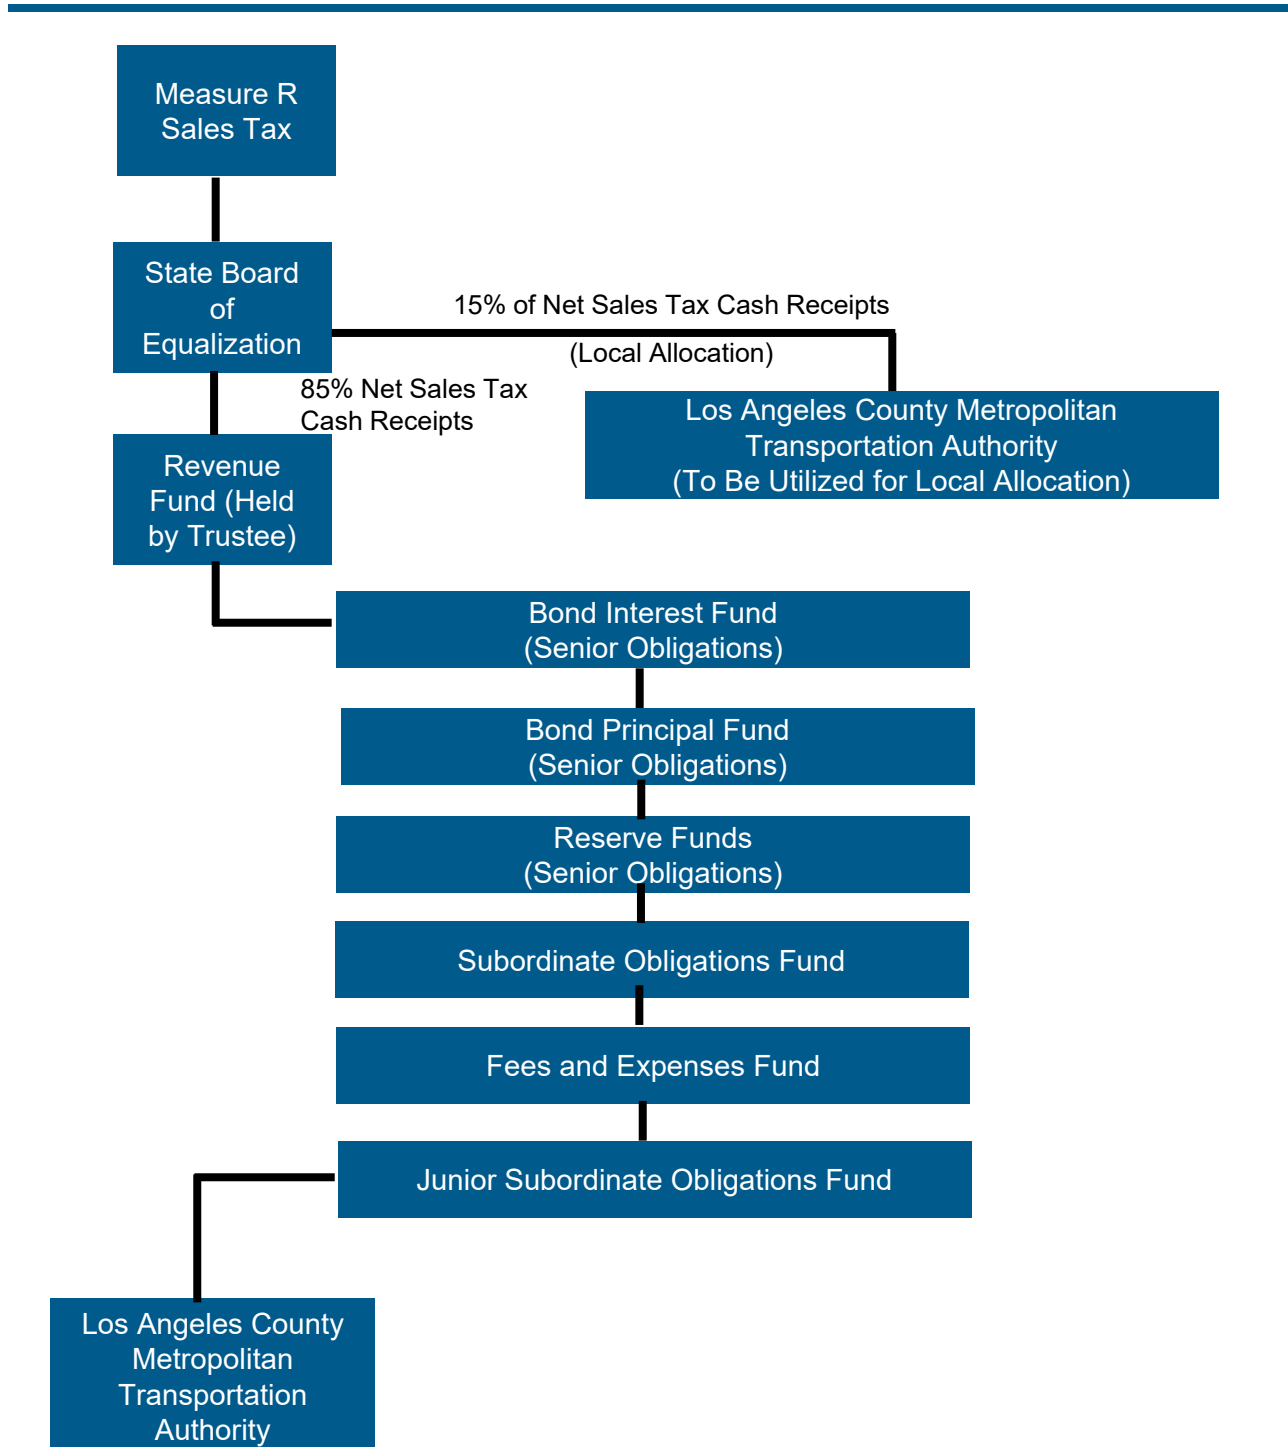 Measure R
Sales Tax
State Board
of
Equalization
15% of Net Sales Tax Cash Receipts
(Local Allocation)
85% Net Sales Tax
Cash Receipts
Los Angeles County Metropolitan
Transportation Authority
(To Be Utilized for Local Allocation)
Revenue
Fund (Held
by Trustee)
Bond Interest Fund
(Senior Obligations)
Bond Principal Fund
(Senior Obligations)
Reserve Funds
(Senior Obligations)
Subordinate Obligations Fund
Fees and Expenses Fund
Junior Subordinate Obligations Fund
Los Angeles County
Metropolitan
Transportation
Authority